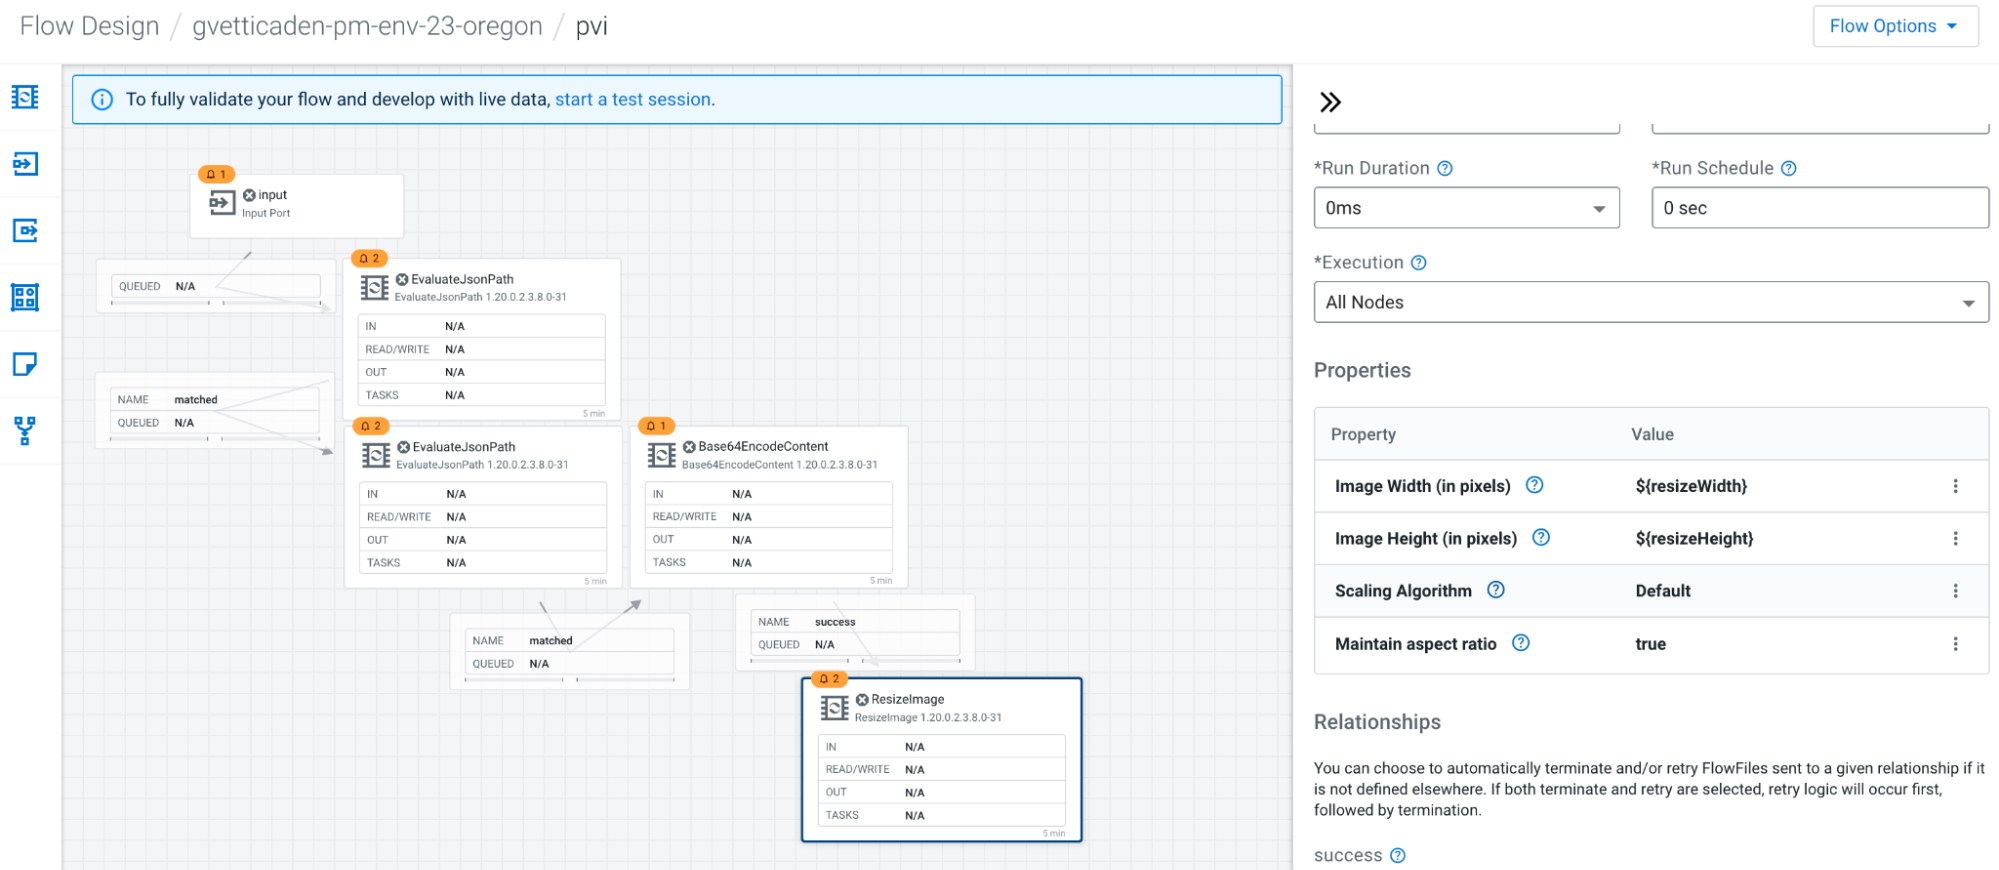 Flow Design / gvetticaden-pm-env-23-oregon / pvi
Flow Options
To fully validate your flow and develop with live data, start a test session.
1
input
Input Port
QUEUED N/A
2
EvaluateJsonPath
EvaluateJsonPath 1.20.0.2.3.8.0-31
IN N/A
READ/WRITE N/A
OUT N/A
TASKS N/A
5 min
NAME matched
QUEUED N/A
2
EvaluateJsonPath
EvaluateJsonPath 1.20.0.2.3.8.0-31
IN N/A
READ/WRITE N/A
OUT N/A
TASKS N/A
5 min
1
Base64EncodeContent
Base64EncodeContent 1.20.0.2.3.8.0-31
IN N/A
READ/WRITE N/A
OUT N/A
TASKS N/A
5 min
NAME matched
QUEUED N/A
NAME success
QUEUED N/A
2
ResizeImage
ResizeImage 1.20.0.2.3.8.0-31
IN N/A
READ/WRITE N/A
OUT N/A
TASKS N/A
5 min
*Run Duration ?
0ms
*Run Schedule ?
0 sec
*Execution ?
All Nodes
Properties
Property Value
Image Width (in pixels) ? ${resizeWidth}
Image Height (in pixels) ? ${resizeHeight}
Scaling Algorithm ? Default
Maintain aspect ratio ? true
Relationships
You can choose to automatically terminate and/or retry FlowFiles sent to a given relationship if it
is not defined elsewhere. If both terminate and retry are selected, retry logic will occur first,
followed by termination.
success ?